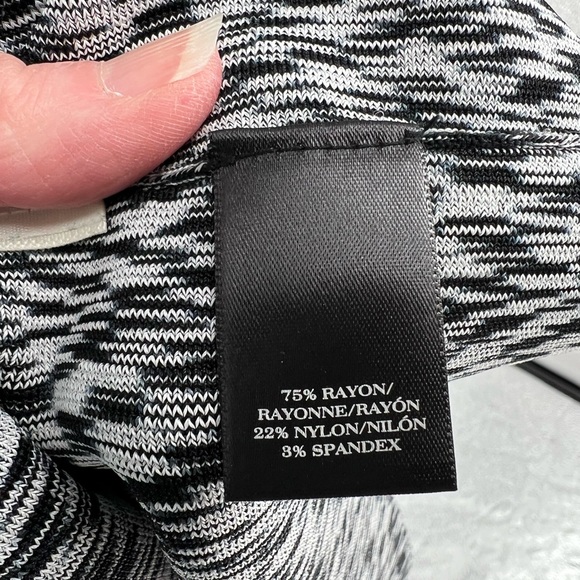 75% RAYON/
RAYONNE/RAYÓN
22% NYLON/NILÓN
3% SPANDEX